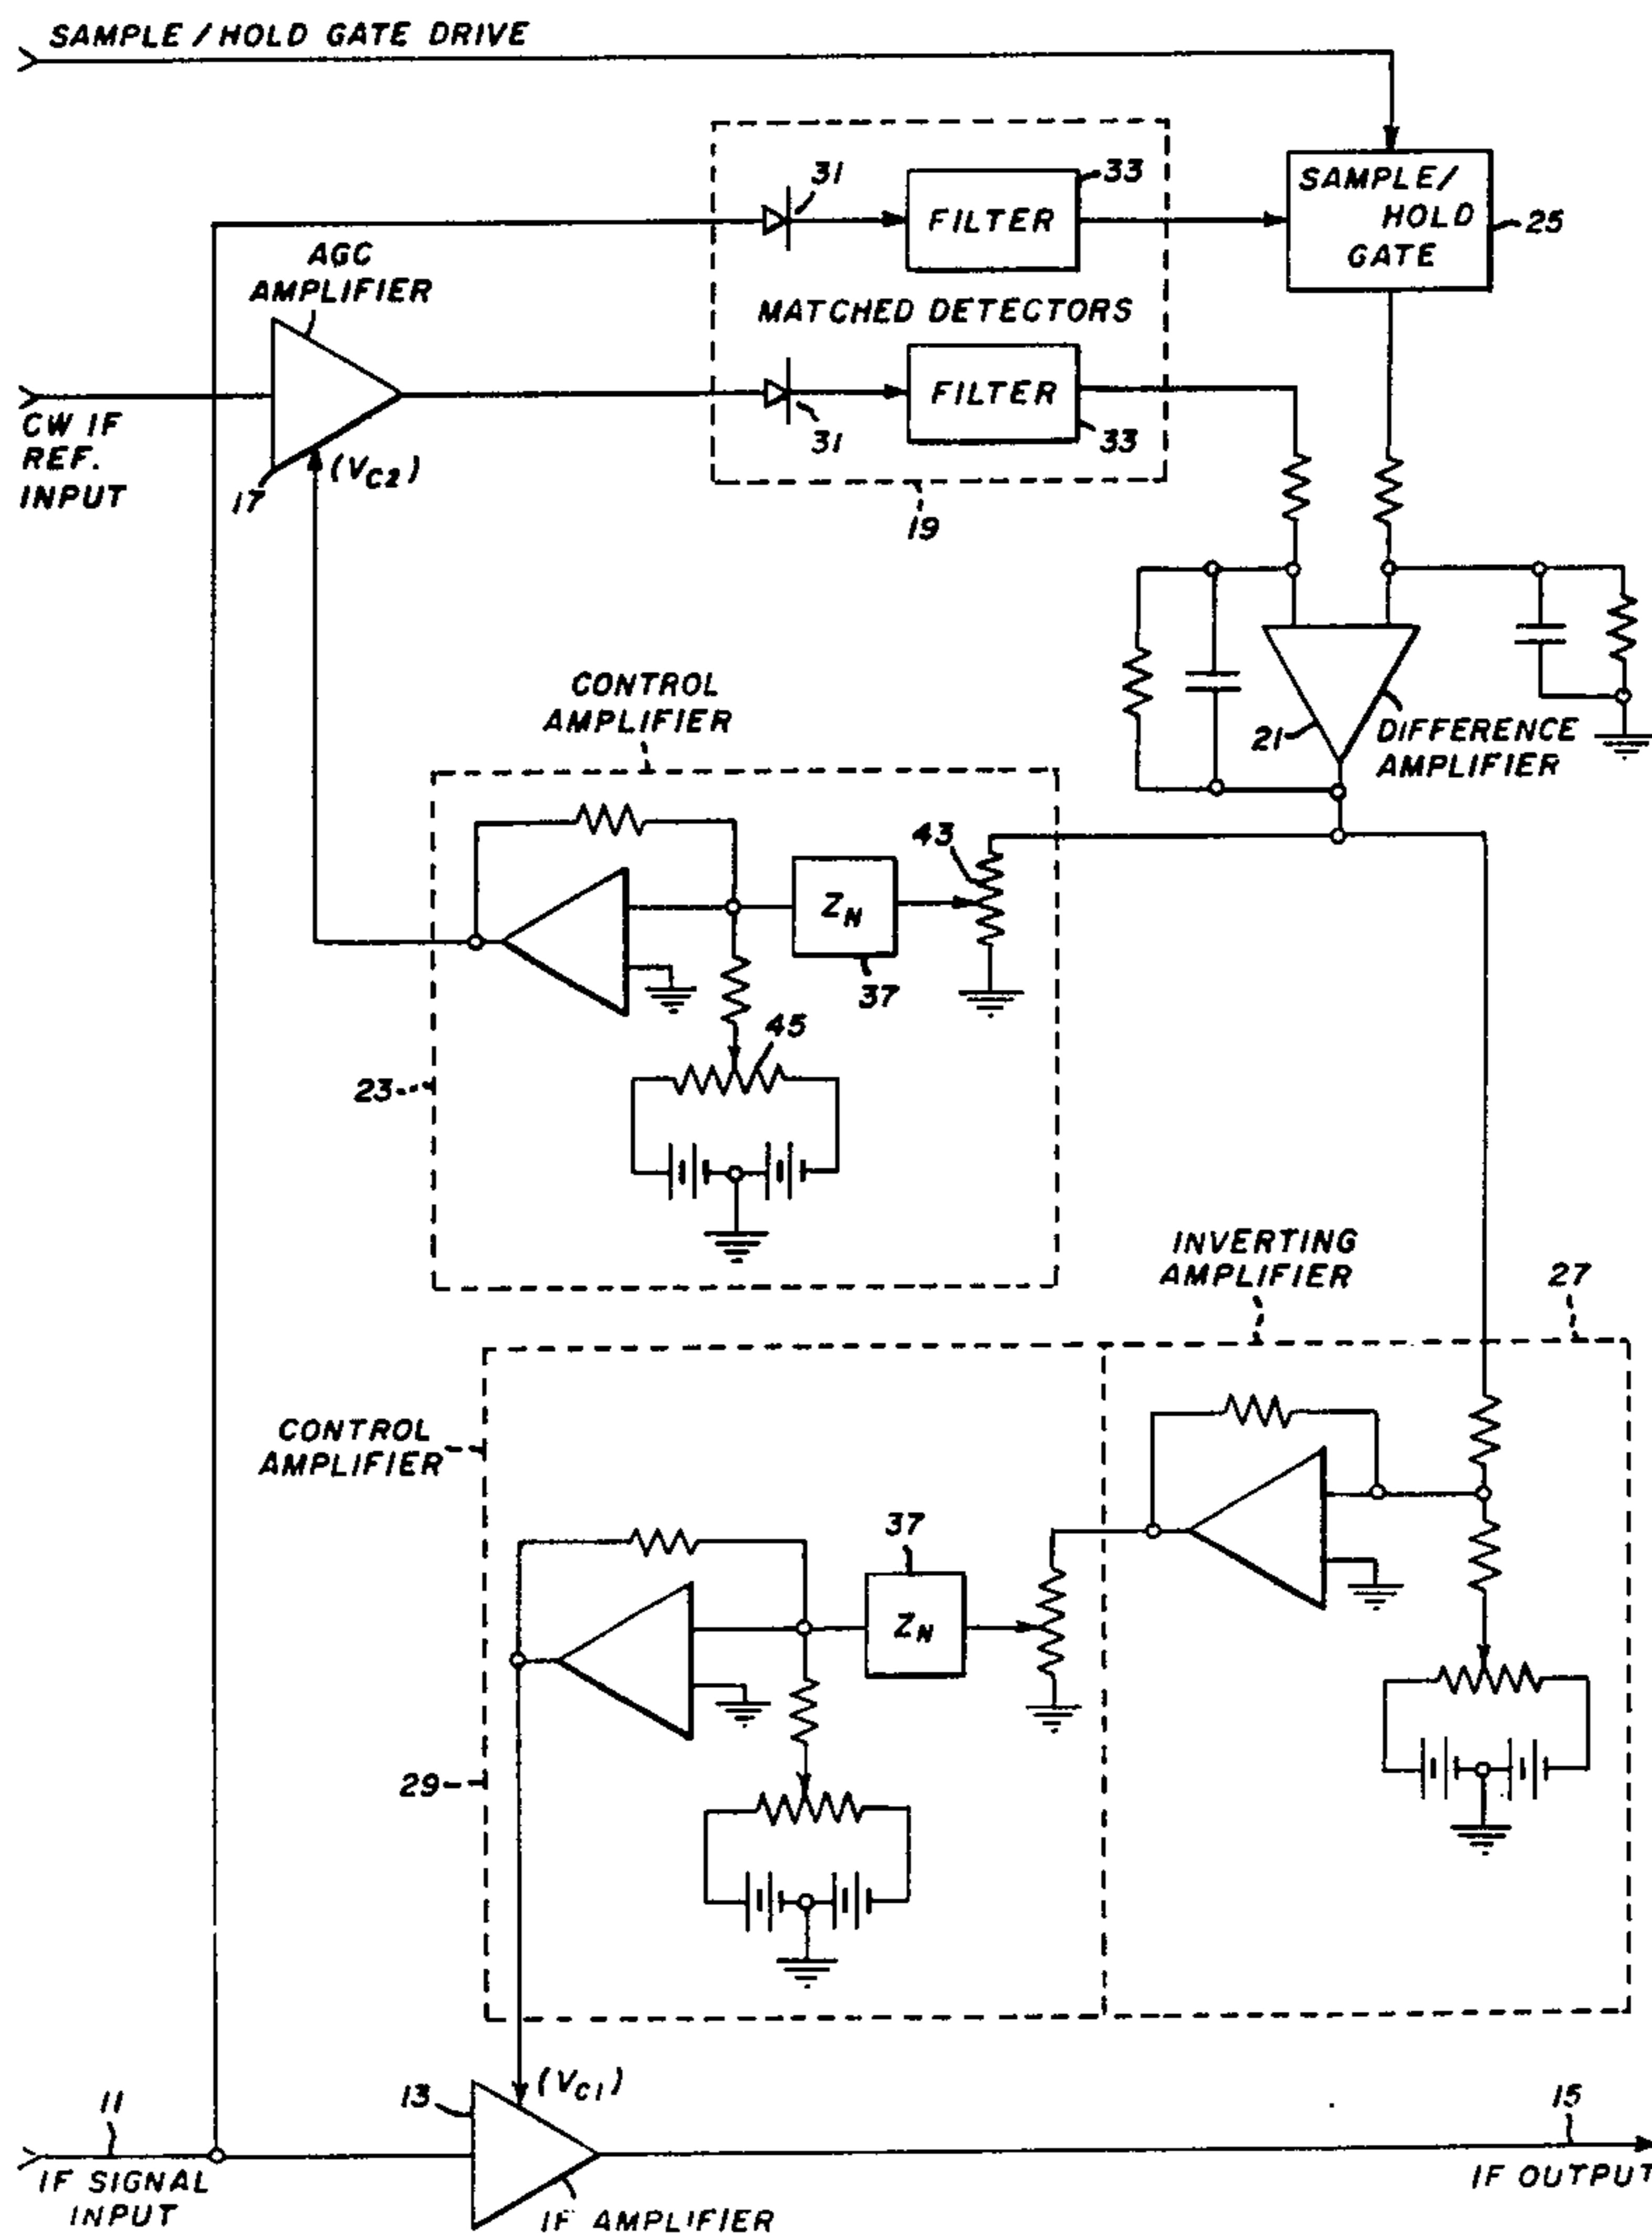 SAMPLE / HOLD GATE DRIVE
31
33
FILTER
SAMPLE/
HOLD
GATE
25
AGC
AMPLIFIER
MATCHED DETECTORS
FILTER
CW IF
REF.
INPUT
17
(VC2)
31
33
19
CONTROL
AMPLIFIER
21
DIFFERENCE
AMPLIFIER
43
ZN
37
45
23
INVERTING
AMPLIFIER
27
CONTROL
AMPLIFIER
37
ZN
29
(VC1)
13
11
15
IF SIGNAL
INPUT
IF OUTPUT
IF AMPLIFIER